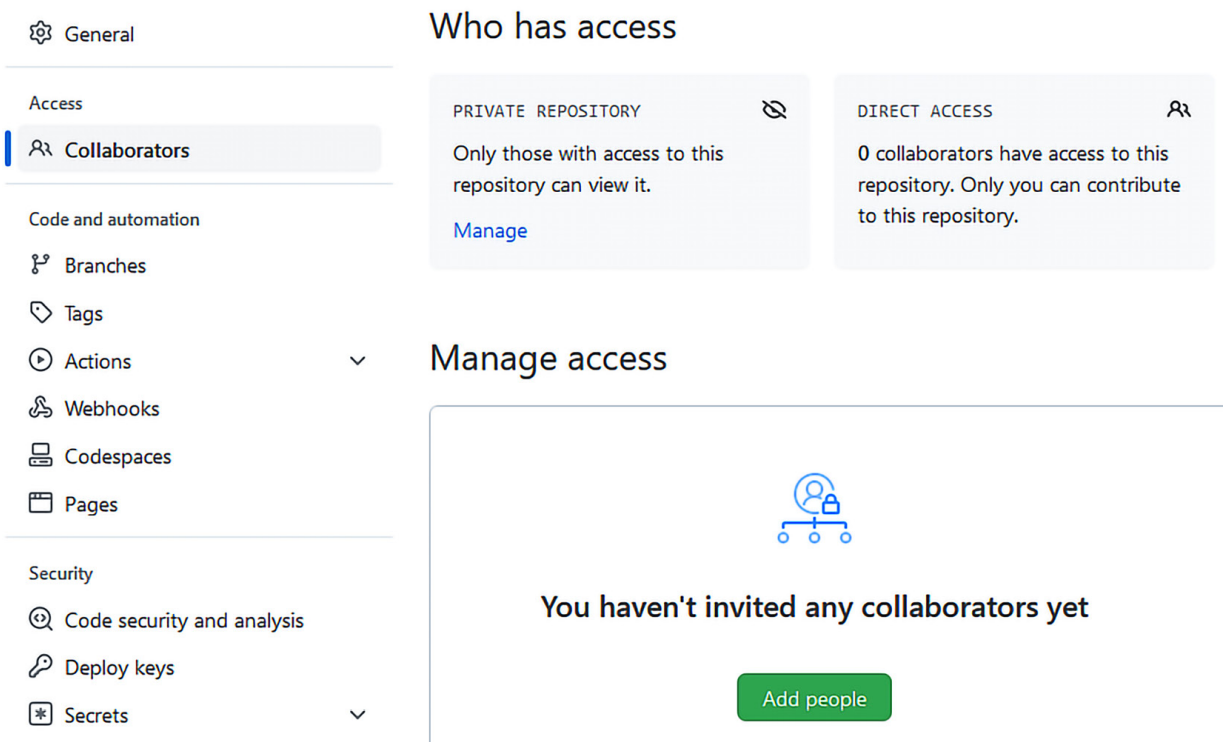 General
Access
Collaborators
Code and automation
Branches
Tags
Actions
Webhooks
Codespaces
Pages
Security
Code security and analysis
Deploy keys
Secrets
Who has access
PRIVATE REPOSITORY
Only those with access to this
repository can view it.
Manage
DIRECT ACCESS
0 collaborators have access to this
repository. Only you can contribute
to this repository.
Manage access
You haven't invited any collaborators yet
Add people